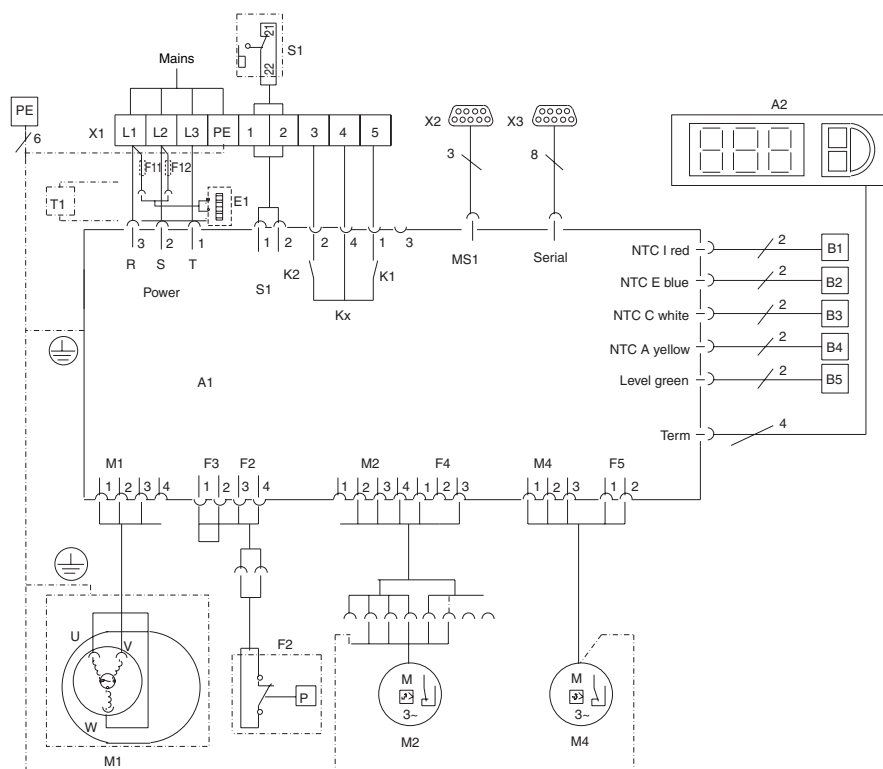 21
22
S1
Mains
PE
6
X1 L1 L2 L3 PE 1 2 3 4 5
X2
X3
A2
F11 F12
3
8
T1
E1
3 2 1
1 2
2 4 1 3
R S T
S1
K2 K1
MS1
Serial
Power
Kx
NTC I red 2 B1
NTC E blue 2 B2
NTC C white 2 B3
NTC A yellow 2 B4
Level green 2 B5
A1
Term 4
M1
F3 F2
M2 F4
M4 F5
1 2 3 4
1 2 3 4
1 2 3 4 1 2 3
1 2 3 1 2
U V
W
M1
F2
P
M
3~
M2
M
3~
M4